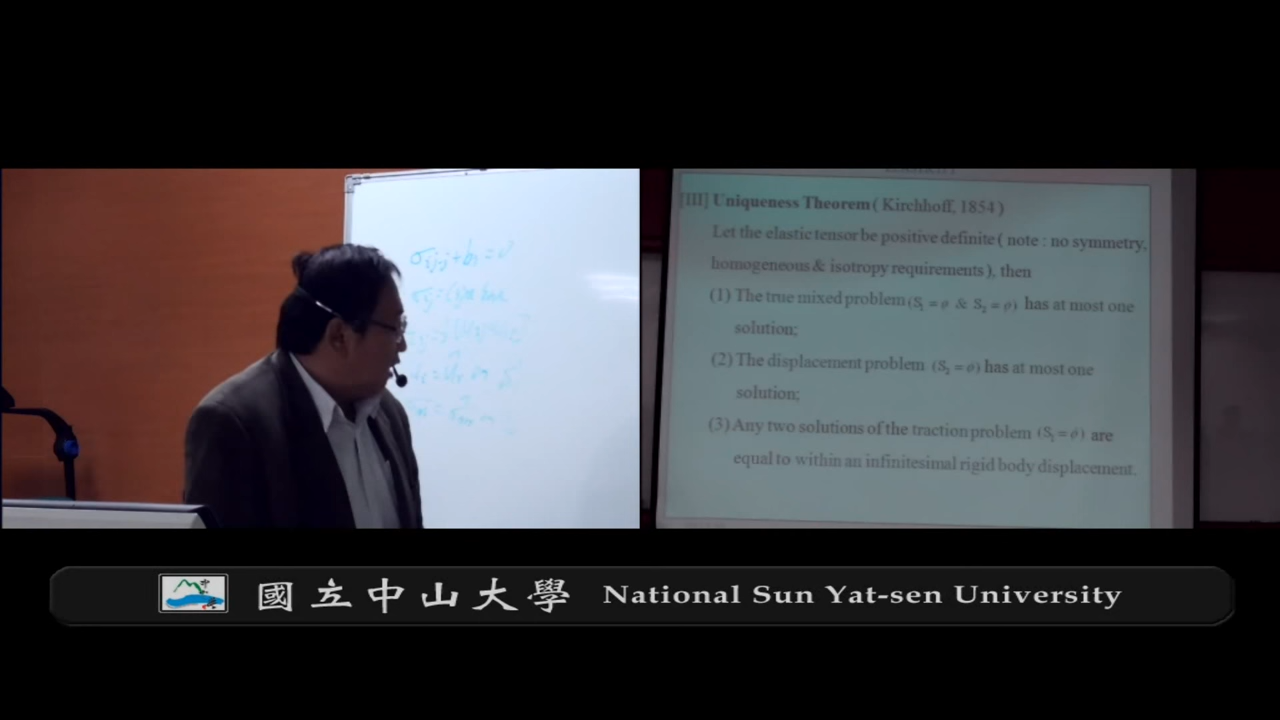 σij,j + bi = 0
[III] Uniqueness Theorem ( Kirchhoff, 1854 )
Let the elastic tensor be positive definite ( note : no symmetry,
homogeneous & isotropy requirements ), then
(1) The true mixed problem (S₁ = φ & S₂ = φ) has at most one
solution;
(2) The displacement problem (S₂ = φ) has at most one
solution;
(3) Any two solutions of the traction problem (S₁ = φ) are
equal to within an infinitesimal rigid body displacement.
國立中山大學 National Sun Yat-sen University